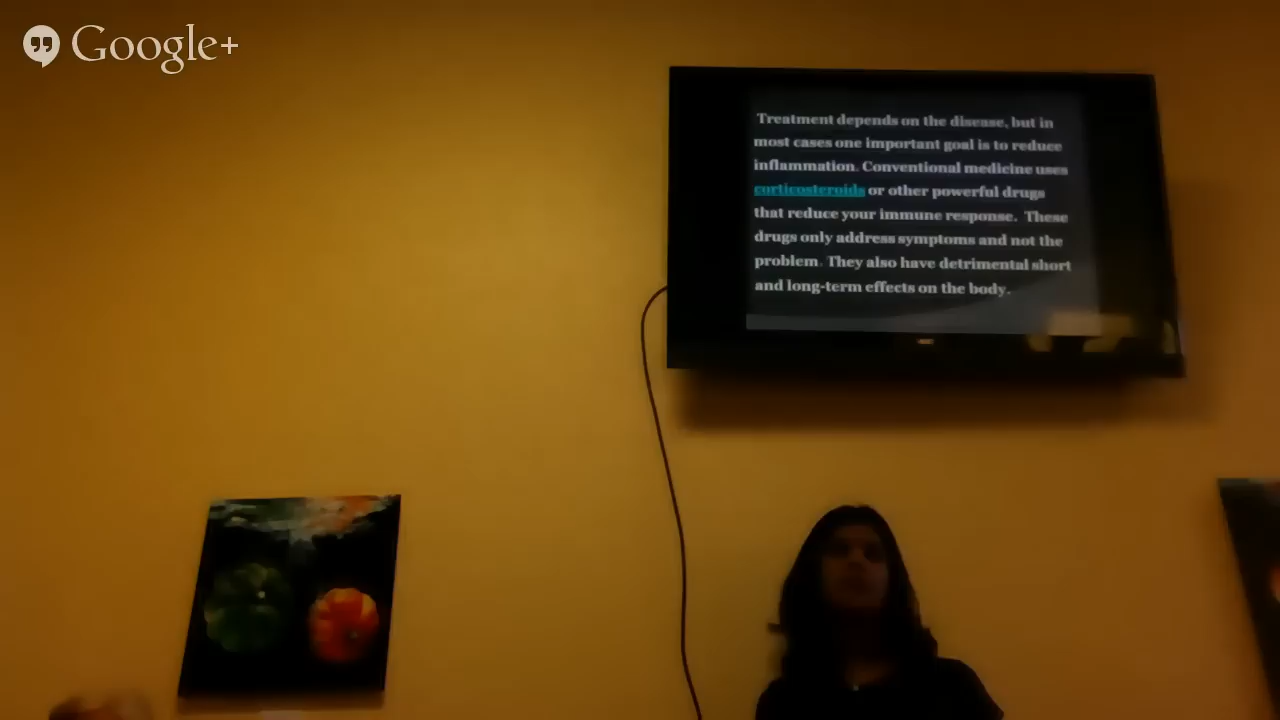 Google+
Treatment depends on the disease, but in
most cases one important goal is to reduce
inflammation. Conventional medicine uses
corticosteroids or other powerful drugs
that reduce your immune response. These
drugs only address symptoms and not the
problem. They also have detrimental short
and long-term effects on the body.